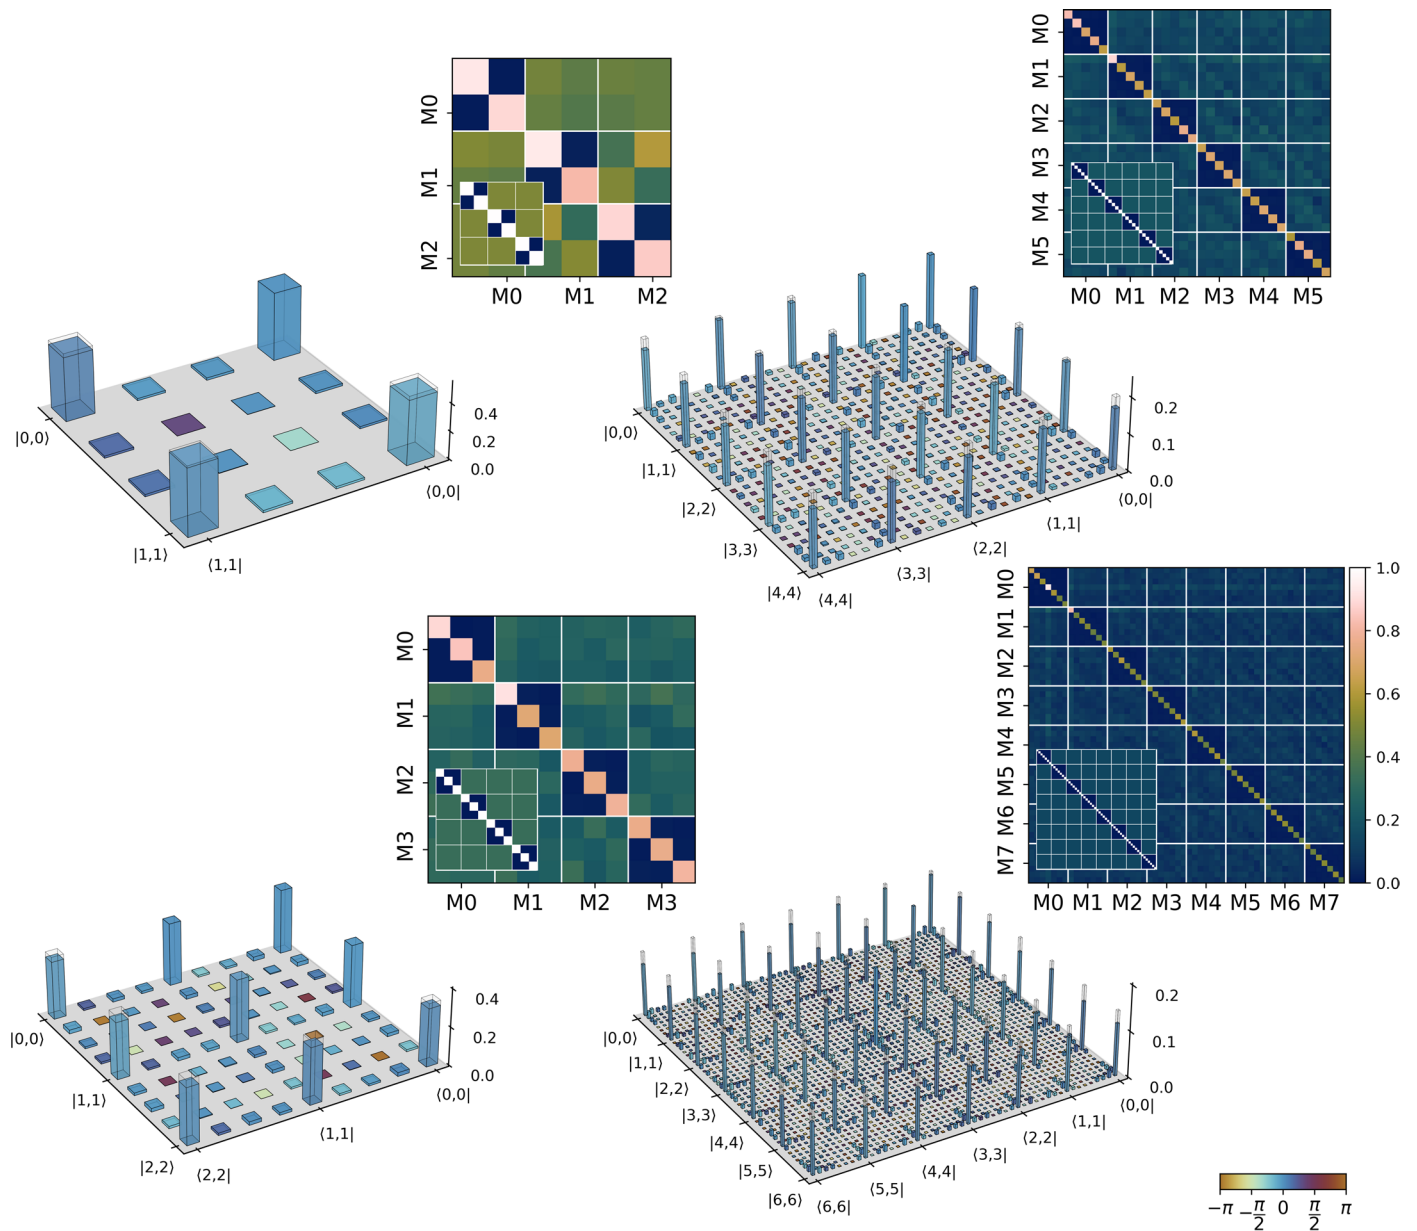 M0
M1
M2
M0 M1 M2
M0
M1
M2
M3
M4
M5
M0 M1 M2 M3 M4 M5
|0,0⟩
|1,1⟩
⟨1,1|
⟨0,0|
0.4
0.2
0.0
|0,0⟩
|1,1⟩
|2,2⟩
|3,3⟩
|4,4⟩
⟨4,4|
⟨3,3|
⟨2,2|
⟨1,1|
⟨0,0|
0.2
0.1
0.0
M0
M1
M2
M3
M0 M1 M2 M3
M0
M1
M2
M3
M4
M5
M6
M7
M0 M1 M2 M3 M4 M5 M6 M7
1.0
0.8
0.6
0.4
0.2
0.0
|0,0⟩
|1,1⟩
|2,2⟩
⟨2,2|
⟨1,1|
⟨0,0|
0.4
0.2
0.0
|0,0⟩
|1,1⟩
|2,2⟩
|3,3⟩
|4,4⟩
|5,5⟩
|6,6⟩
⟨6,6|
⟨5,5|
⟨4,4|
⟨3,3|
⟨2,2|
⟨1,1|
⟨0,0|
0.2
0.1
0.0
−π −π/2 0 π/2 π